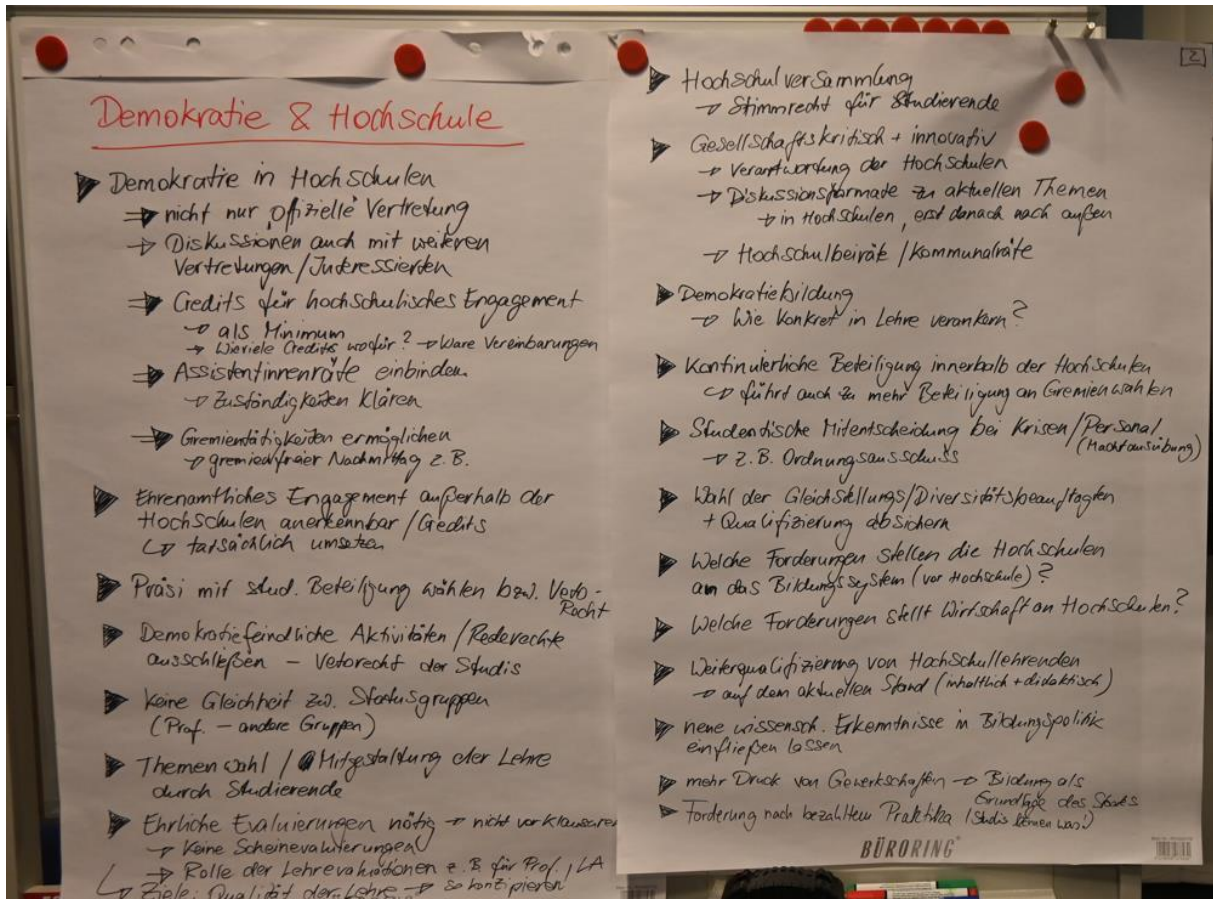 Demokratie & Hochschule
Demokratie in Hochschulen
⇒ nicht nur offizielle Vertretung
→ Diskussionen auch mit weiteren
Vertretungen/Interessierten
⇒ Credits für hochschulisches Engagement
→ als Minimum
→ Wieviele Credits wofür? → klare Vereinbarungen
⇒ Assistentinnenräte einbinden
→ Zuständigkeiten klären
⇒ Gremientätigkeiten ermöglichen
→ gremienfreier Nachmittag z.B.
Ehrenamtliches Engagement außerhalb der
Hochschulen anerkennbar/Credits
↳ tatsächlich umsetzen
Präsi mit stud. Beteiligung wählen bzw. Veto-
Recht
Demokratiefeindliche Aktivitäten/Rederechte
ausschließen – Vetorecht der Studis
Keine Gleichheit zw. Statusgruppen
(Prof. – andere Gruppen)
Themenwahl / Mitgestaltung der Lehre
durch Studierende
Ehrliche Evaluierungen nötig → nicht vor Klausuren
→ Keine Scheinevaluierungen
⇒ Rolle der Lehrevaluationen z.B. für Prof., LA
↳ Ziele: Qualität der Lehre → so konzipieren
2
Hochschulversammlung
→ Stimmrecht für Studierende
Gesellschaftskritisch + innovativ
→ Verantwortung der Hochschulen
→ Diskussionsformate zu aktuellen Themen
→ in Hochschulen, erst danach nach außen
→ Hochschulbeiräte/Kommunalräte
Demokratiebildung
→ Wie konkret in Lehre verankern?
Kontinuierliche Beteiligung innerhalb der Hochschulen
↳ führt auch zu mehr Beteiligung an Gremienwahlen
Studentische Mitentscheidung bei Krisen/Personal
(Machtausübung)
→ z.B. Ordnungsausschuss
Wahl der Gleichstellungs/Diversitätsbeauftagten
+ Qualifizierung absichern
Welche Forderungen stellen die Hochschulen
an das Bildungssystem (vor Hochschule)?
Welche Forderungen stellt Wirtschaft an Hochschulen?
Weiterqualifizierung von Hochschullehrenden
→ auf dem aktuellen Stand (inhaltlich + didaktisch)
neue wissensch. Erkenntnisse in Bildungspolitik
einfließen lassen
mehr Druck von Gewerkschaften → Bildung als
Grundlage des Staats
Forderung nach bezahltem Praktika (Studis können was!)
BÜRORING